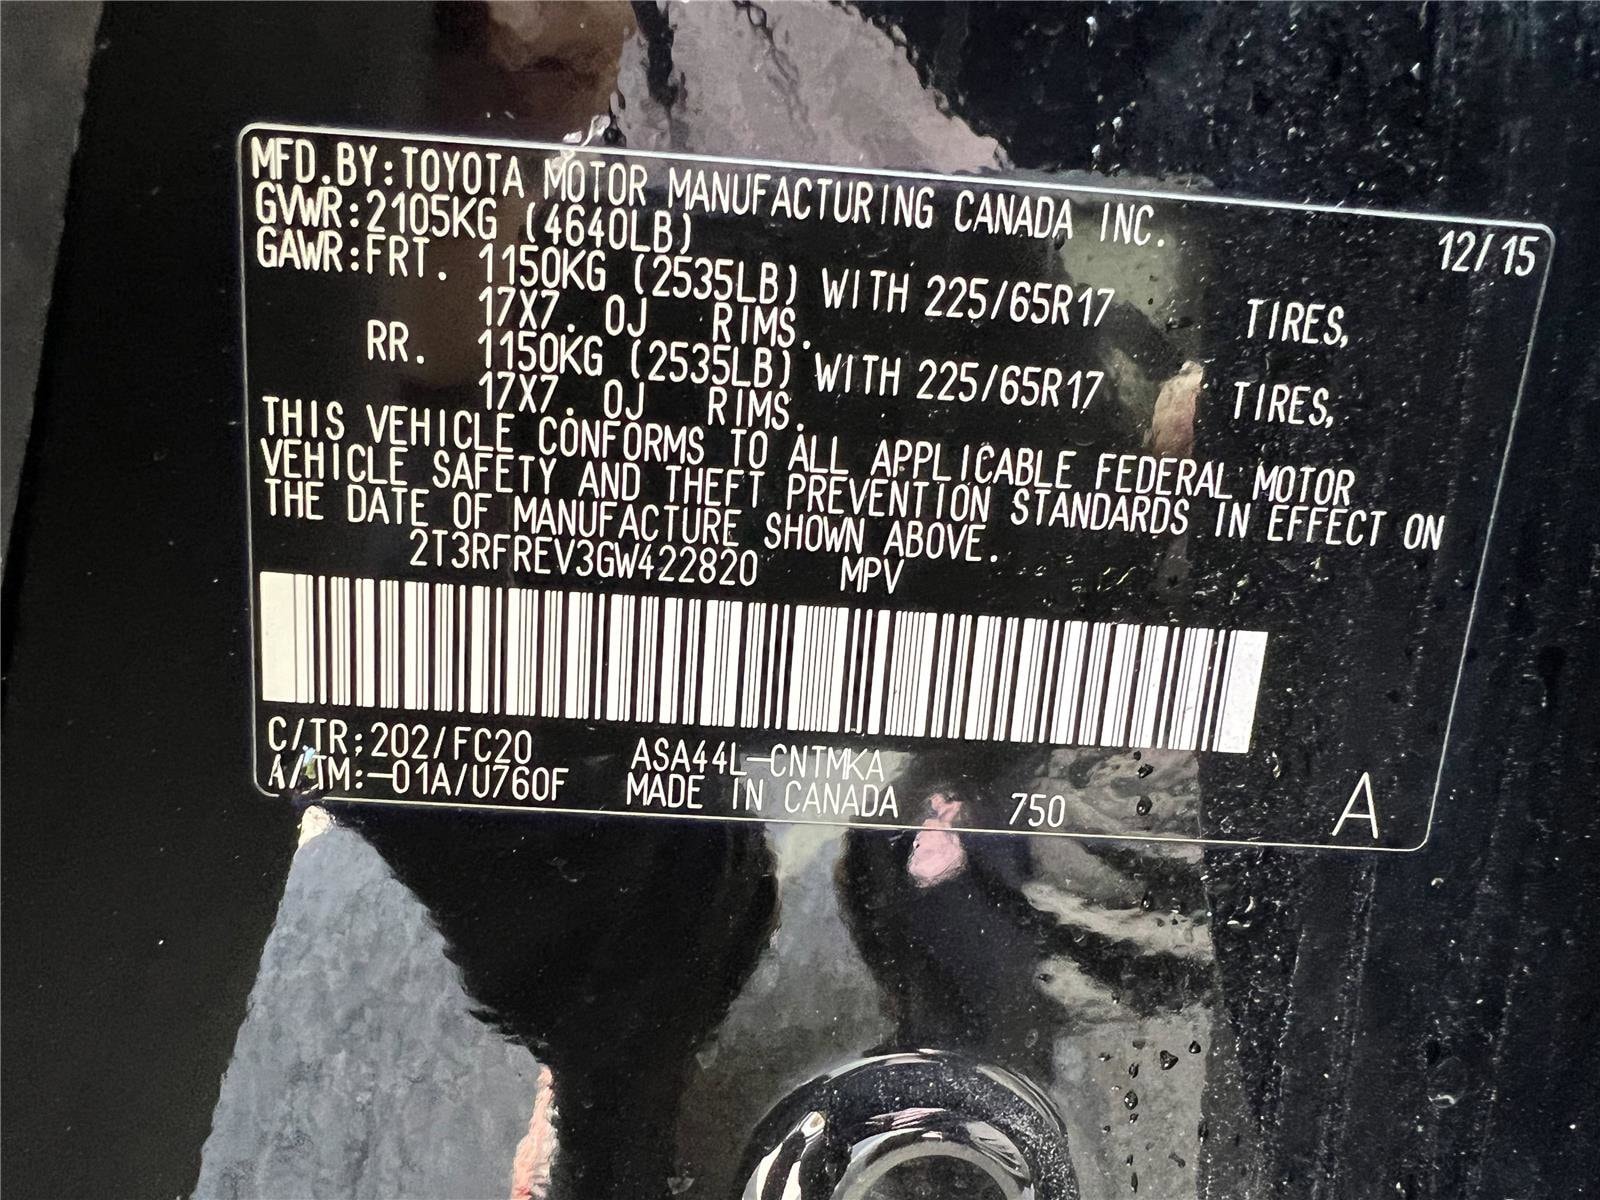 MFD.BY:TOYOTA MOTOR MANUFACTURING CANADA INC. 12/15
GVWR:2105KG (4640LB)
GAWR:FRT. 1150KG (2535LB) WITH 225/65R17 TIRES,
17X7. 0J RIMS.
RR. 1150KG (2535LB) WITH 225/65R17 TIRES,
17X7. 0J RIMS.
THIS VEHICLE CONFORMS TO ALL APPLICABLE FEDERAL MOTOR
VEHICLE SAFETY AND THEFT PREVENTION STANDARDS IN EFFECT ON
THE DATE OF MANUFACTURE SHOWN ABOVE.
2T3RFREV3GW422820 MPV
C/TR:202/FC20 ASA44L-CNTMKA
A/TM:-01A/U760F MADE IN CANADA 750 A